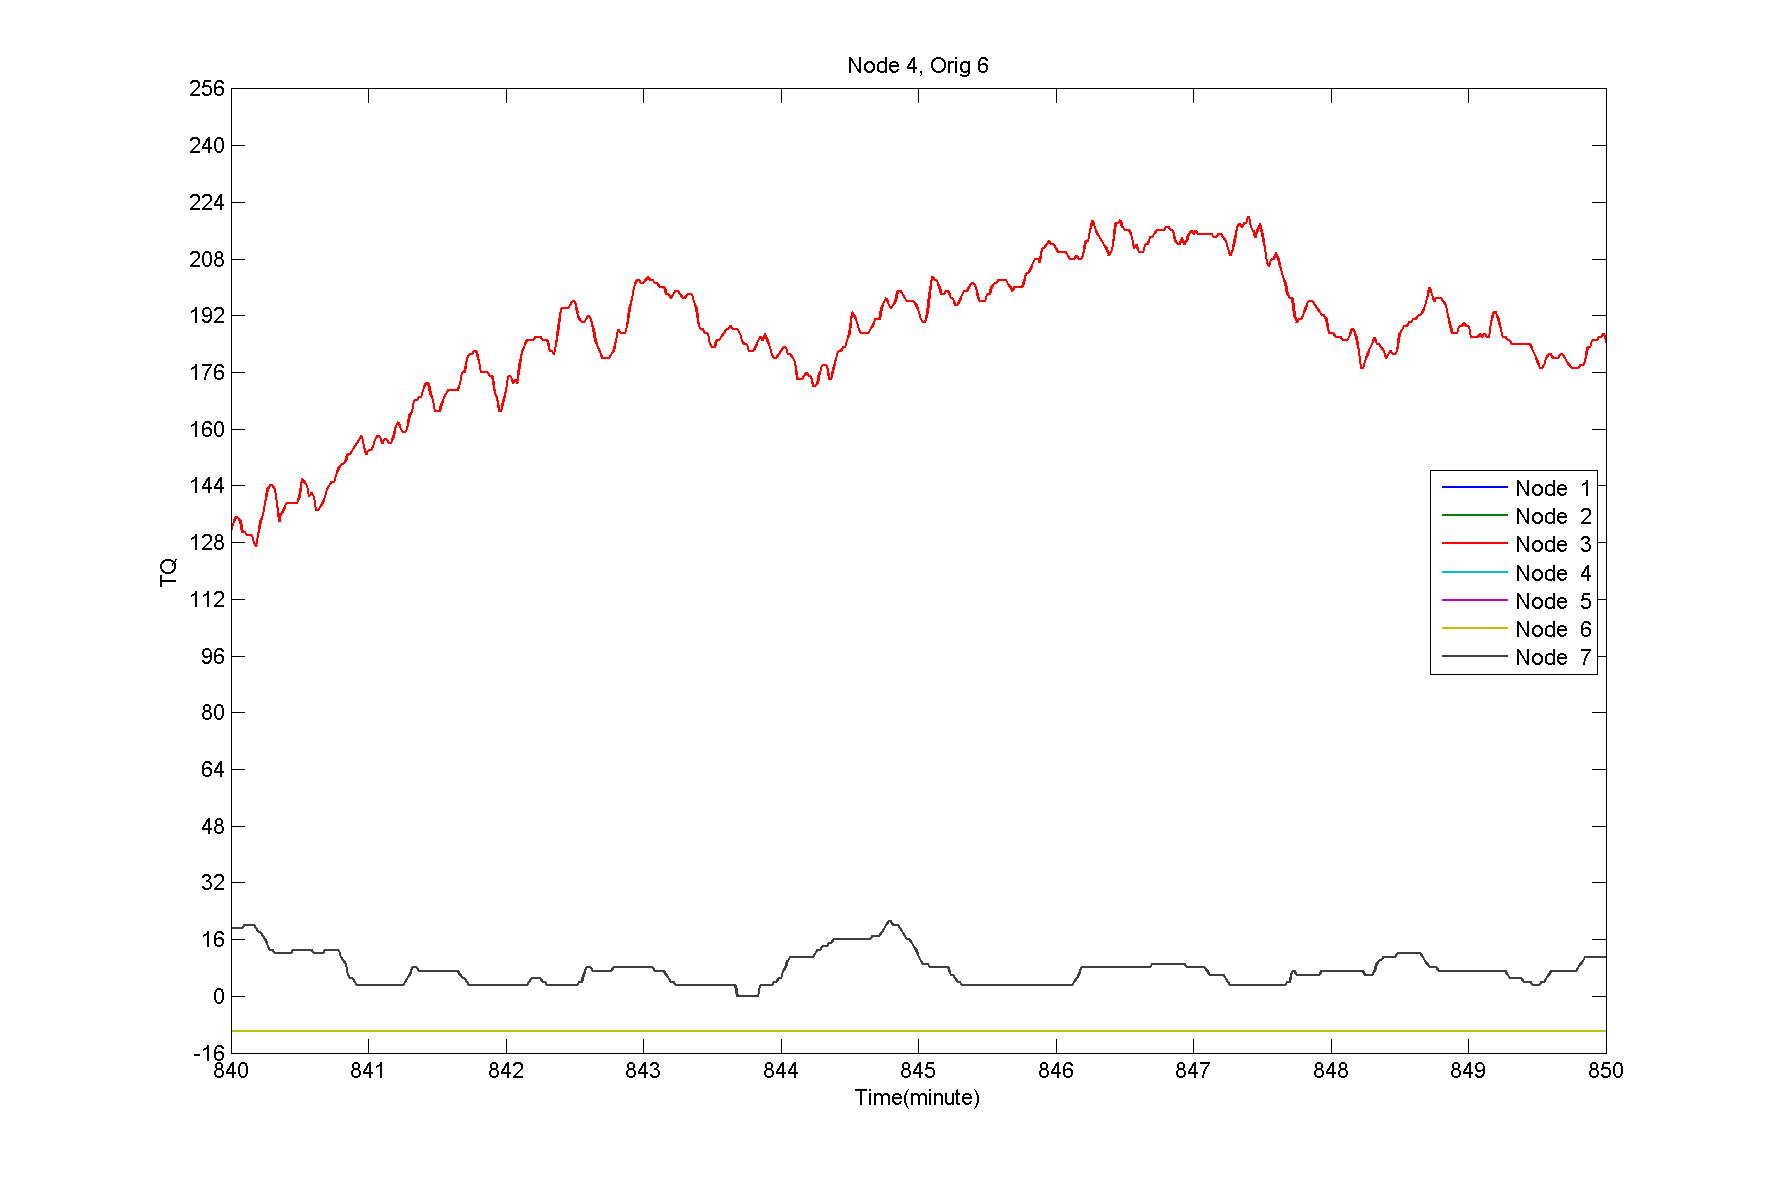 Node 4, Orig 6
256
240
224
208
192
176
160
144
128
112
96
80
64
48
32
16
0
-16
TQ
Node 1
Node 2
Node 3
Node 4
Node 5
Node 6
Node 7
840 841 842 843 844 845 846 847 848 849 850
Time(minute)